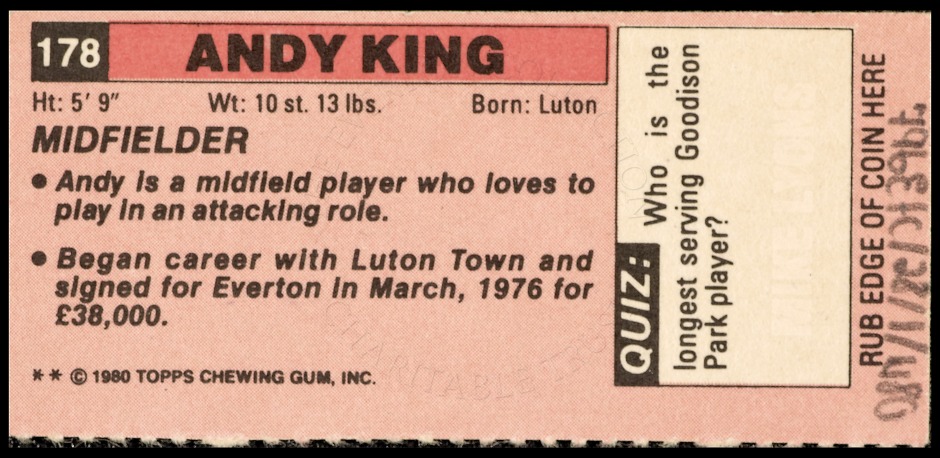 178 ANDY KING
Ht: 5' 9" Wt: 10 st. 13 lbs. Born: Luton
MIDFIELDER
• Andy is a midfield player who loves to
play in an attacking role.
• Began career with Luton Town and
signed for Everton in March, 1976 for
£38,000.
** © 1980 TOPPS CHEWING GUM, INC.
QUIZ: Who is the
longest serving Goodison
Park player?
RUB EDGE OF COIN HERE